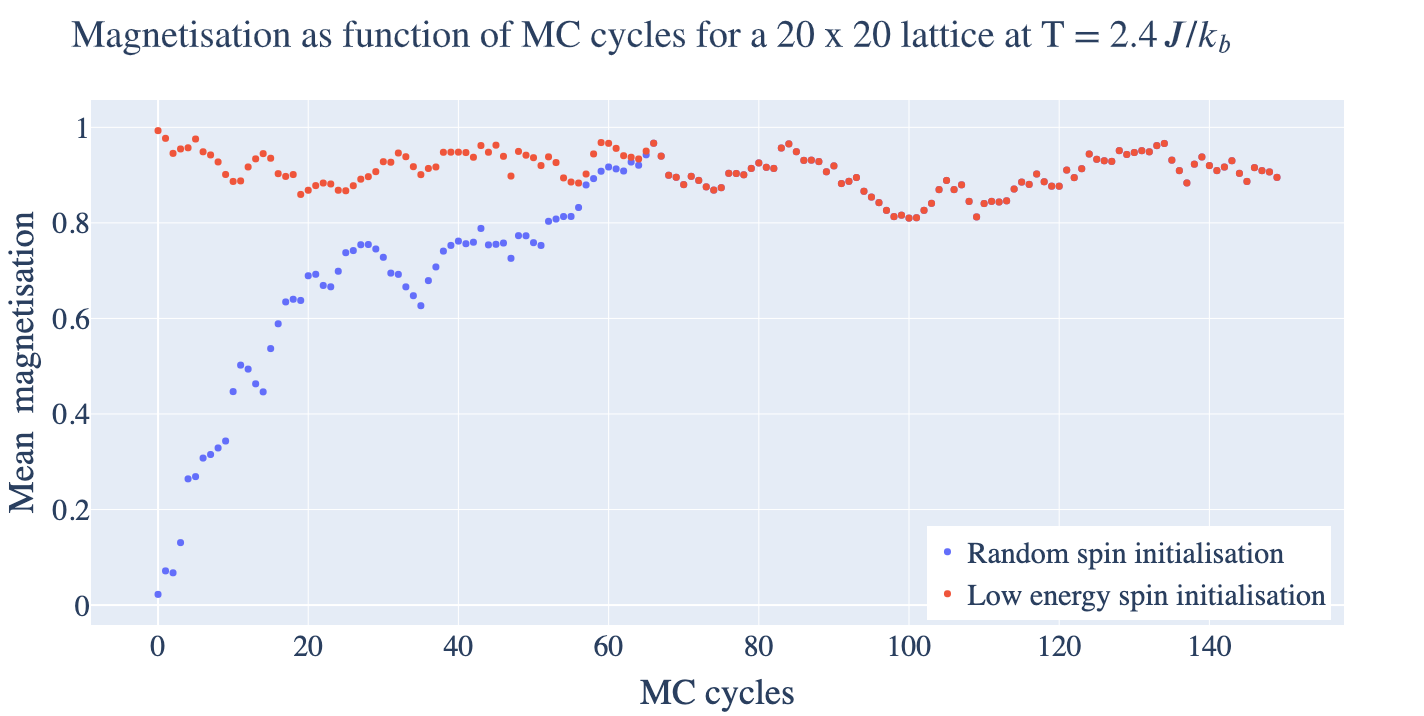 Magnetisation as function of MC cycles for a 20 x 20 lattice at T = 2.4 J/k_b
Mean magnetisation
1
0.8
0.6
0.4
0.2
0
0 20 40 60 80 100 120 140
MC cycles
Random spin initialisation
Low energy spin initialisation